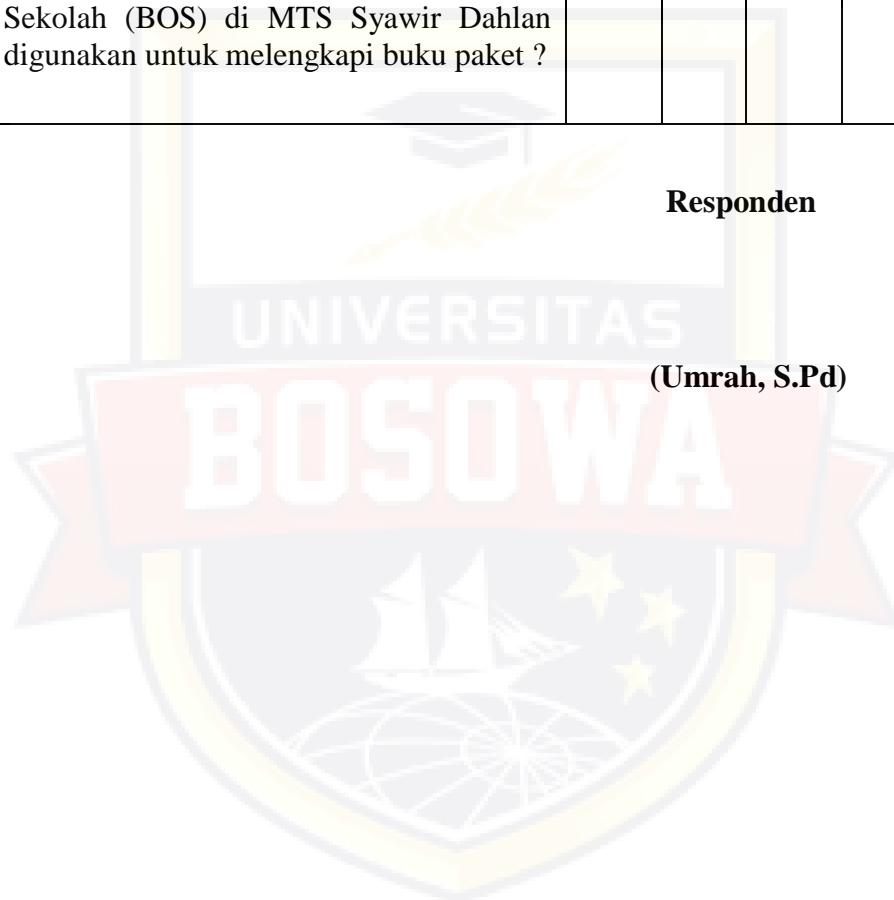 Sekolah (BOS) di MTS Syawir Dahlan
digunakan untuk melengkapi buku paket ?
Responden
UNIVERSITAS
(Umrah, S.Pd)
BOSOWA